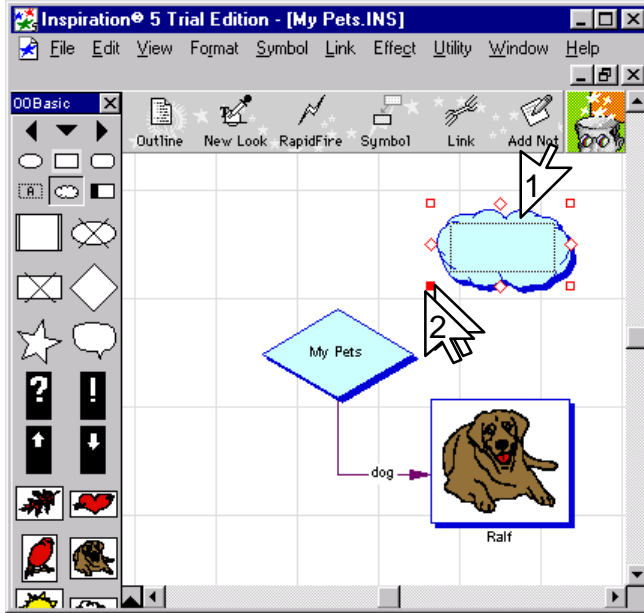 Inspiration® 5 Trial Edition - [My Pets.INS]
File Edit View Format Symbol Link Effect Utility Window Help
00Basic
Outline New Look RapidFire Symbol Link Add Not
A
1
2
My Pets
? !
dog
Ralf